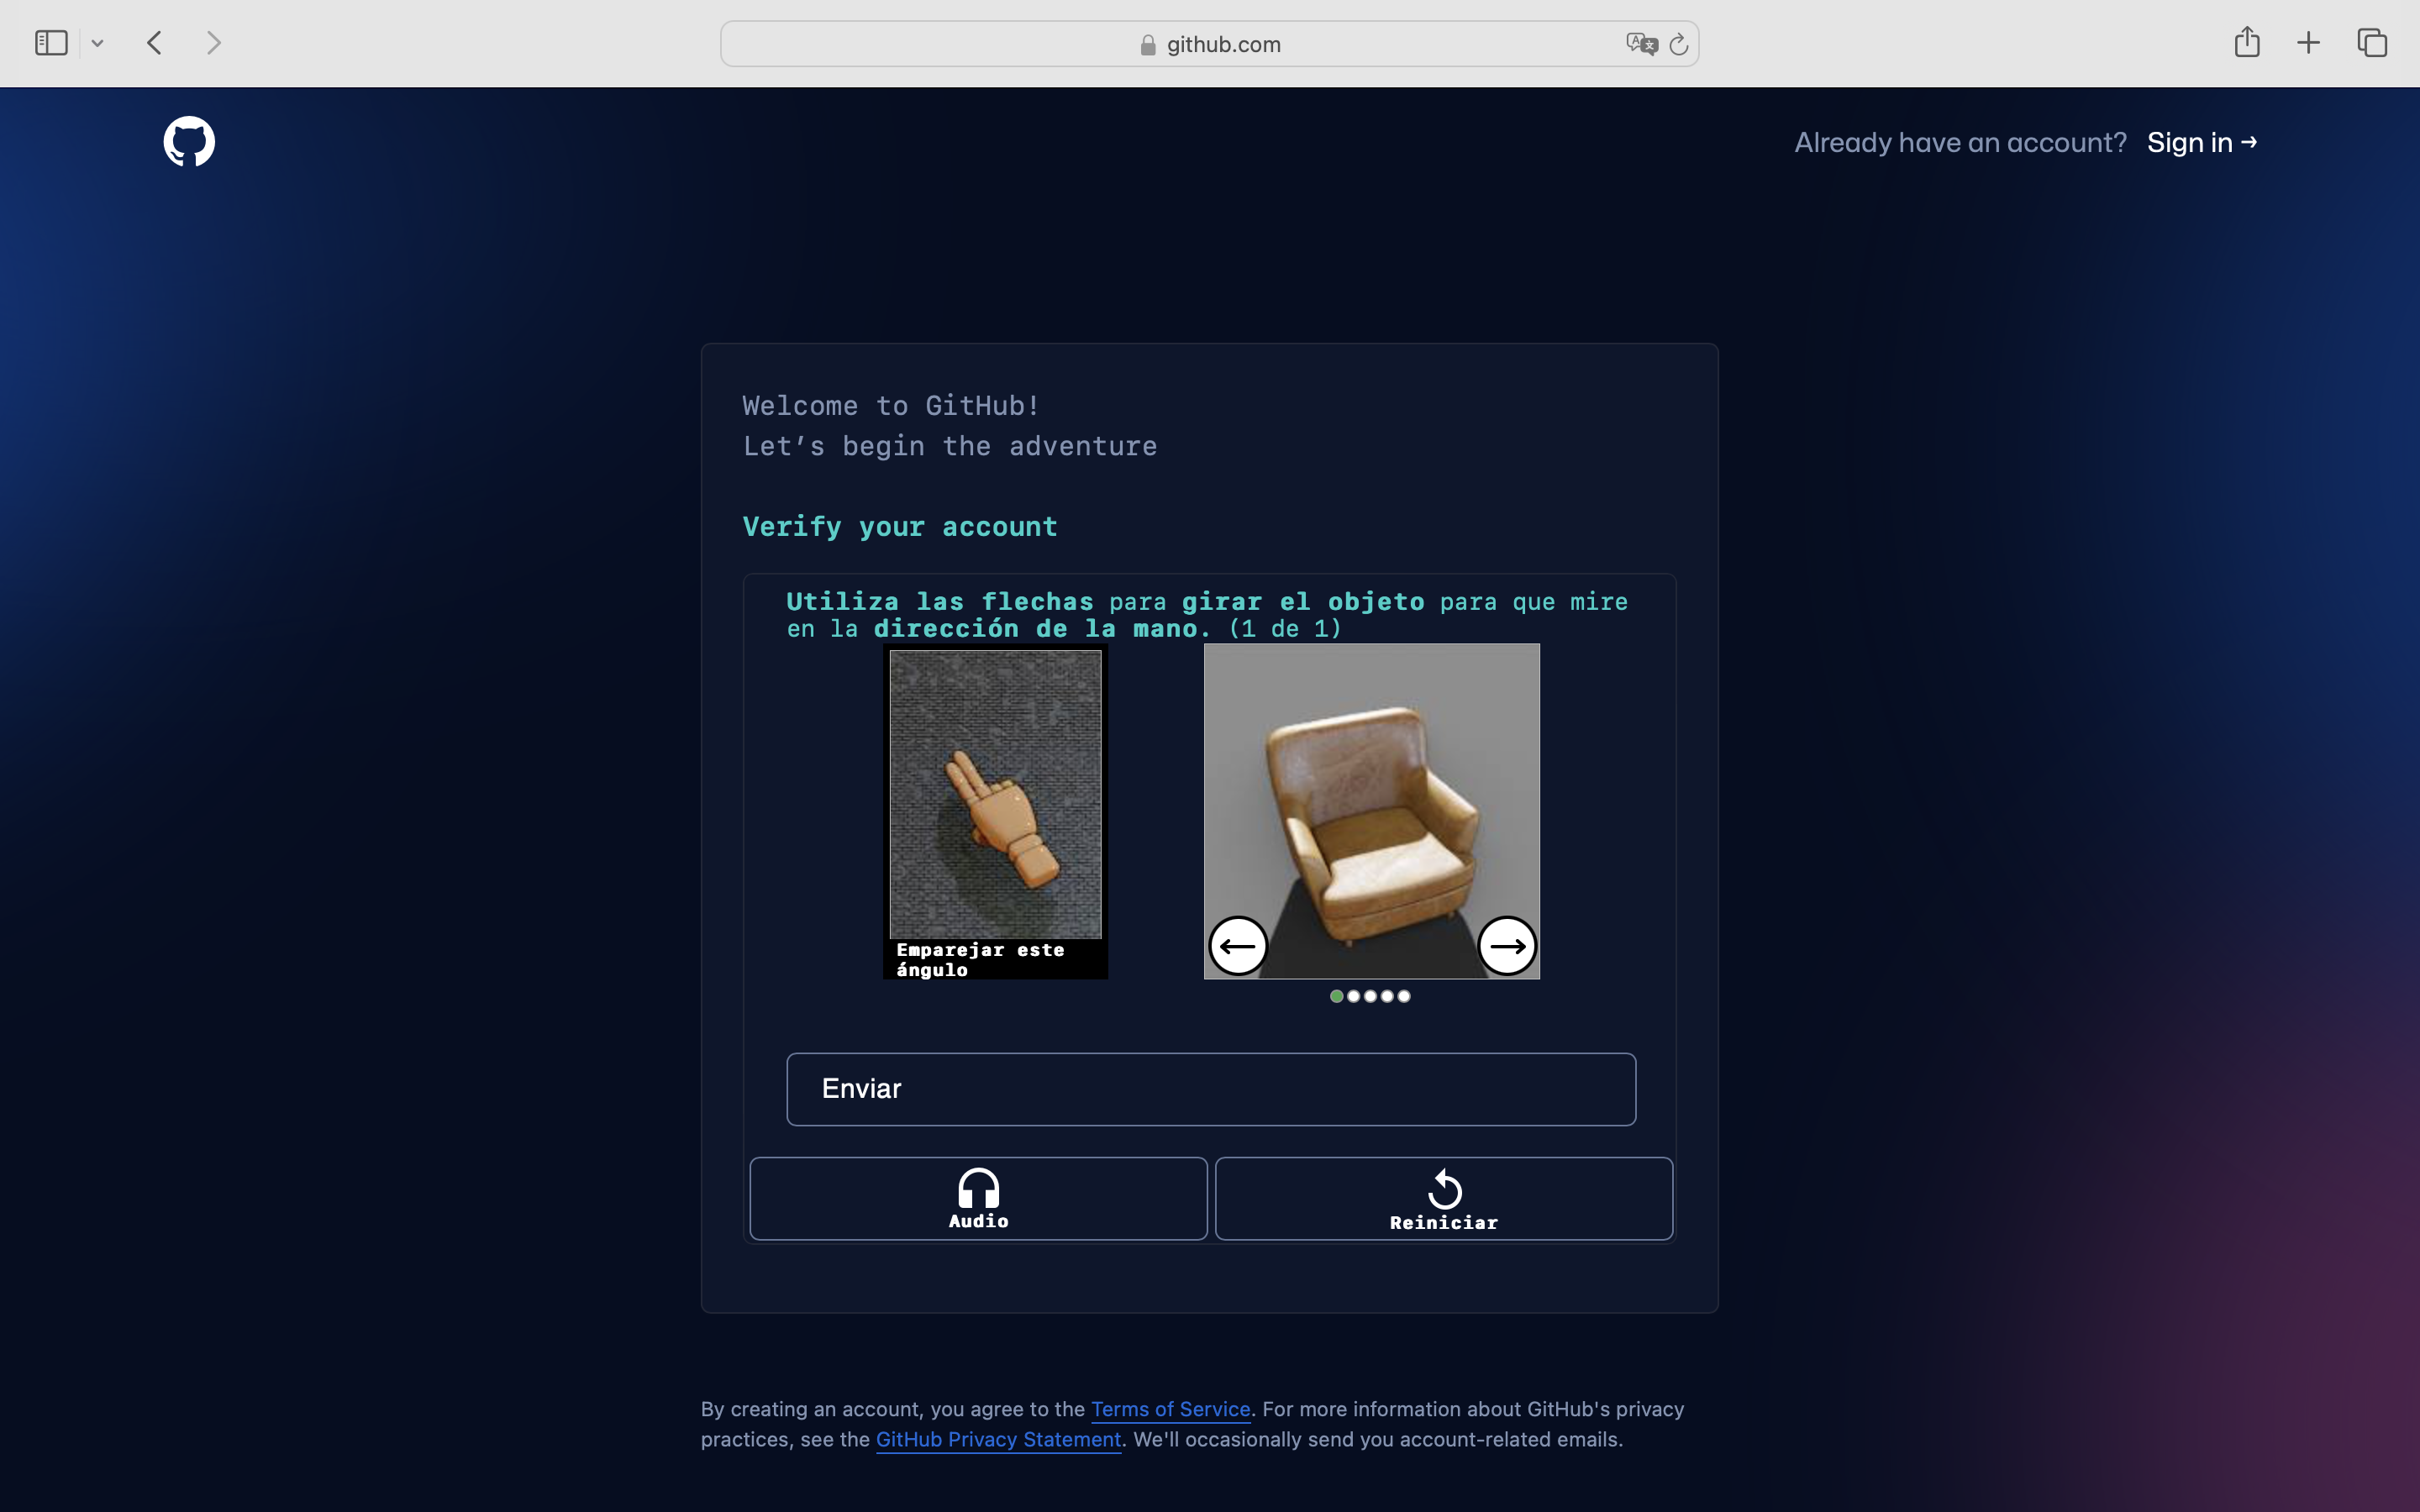 github.com
Already have an account? Sign in →
Welcome to GitHub!
Let’s begin the adventure
Verify your account
Utiliza las flechas para girar el objeto para que mire
en la dirección de la mano. (1 de 1)
Emparejar este
ángulo
Enviar
Audio
Reiniciar
By creating an account, you agree to the Terms of Service. For more information about GitHub's privacy
practices, see the GitHub Privacy Statement. We'll occasionally send you account-related emails.